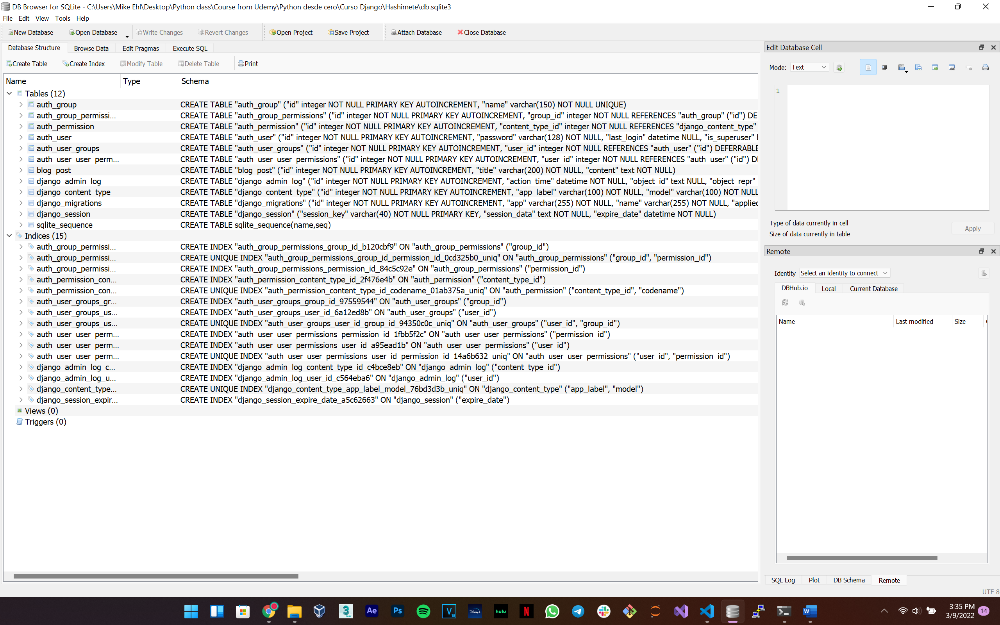 DB Browser for SQLite - C:\Users\Mike Ehl\Desktop\Python class\Course from Udemy\Python desde cero\Curso Django\Hashimete\db.sqlite3
File Edit View Tools Help
New Database Open Database Write Changes Revert Changes Open Project Save Project Attach Database Close Database
Database Structure Browse Data Edit Pragmas Execute SQL
Create Table Create Index Modify Table Delete Table Print
Name Type Schema
Tables (12)
auth_group CREATE TABLE "auth_group" ("id" integer NOT NULL PRIMARY KEY AUTOINCREMENT, "name" varchar(150) NOT NULL UNIQUE)
auth_group_permissi... CREATE TABLE "auth_group_permissions" ("id" integer NOT NULL PRIMARY KEY AUTOINCREMENT, "group_id" integer NOT NULL REFERENCES "auth_group" ("id") DE
auth_permission CREATE TABLE "auth_permission" ("id" integer NOT NULL PRIMARY KEY AUTOINCREMENT, "content_type_id" integer NOT NULL REFERENCES "django_content_type"
auth_user CREATE TABLE "auth_user" ("id" integer NOT NULL PRIMARY KEY AUTOINCREMENT, "password" varchar(128) NOT NULL, "last_login" datetime NULL, "is_superuser"
auth_user_groups CREATE TABLE "auth_user_groups" ("id" integer NOT NULL PRIMARY KEY AUTOINCREMENT, "user_id" integer NOT NULL REFERENCES "auth_user" ("id") DEFERRABLE
auth_user_user_perm... CREATE TABLE "auth_user_user_permissions" ("id" integer NOT NULL PRIMARY KEY AUTOINCREMENT, "user_id" integer NOT NULL REFERENCES "auth_user" ("id") D
blog_post CREATE TABLE "blog_post" ("id" integer NOT NULL PRIMARY KEY AUTOINCREMENT, "title" varchar(200) NOT NULL, "content" text NOT NULL)
django_admin_log CREATE TABLE "django_admin_log" ("id" integer NOT NULL PRIMARY KEY AUTOINCREMENT, "action_time" datetime NOT NULL, "object_id" text NULL, "object_repr"
django_content_type CREATE TABLE "django_content_type" ("id" integer NOT NULL PRIMARY KEY AUTOINCREMENT, "app_label" varchar(100) NOT NULL, "model" varchar(100) NOT NULL
django_migrations CREATE TABLE "django_migrations" ("id" integer NOT NULL PRIMARY KEY AUTOINCREMENT, "app" varchar(255) NOT NULL, "name" varchar(255) NOT NULL, "applied
django_session CREATE TABLE "django_session" ("session_key" varchar(40) NOT NULL PRIMARY KEY, "session_data" text NOT NULL, "expire_date" datetime NOT NULL)
sqlite_sequence CREATE TABLE sqlite_sequence(name,seq)
Indices (15)
auth_group_permissi... CREATE INDEX "auth_group_permissions_group_id_b120cbf9" ON "auth_group_permissions" ("group_id")
auth_group_permissi... CREATE UNIQUE INDEX "auth_group_permissions_group_id_permission_id_0cd325b0_uniq" ON "auth_group_permissions" ("group_id", "permission_id")
auth_group_permissi... CREATE INDEX "auth_group_permissions_permission_id_84c5c92e" ON "auth_group_permissions" ("permission_id")
auth_permission_con... CREATE INDEX "auth_permission_content_type_id_2f476e4b" ON "auth_permission" ("content_type_id")
auth_permission_con... CREATE UNIQUE INDEX "auth_permission_content_type_id_codename_01ab375a_uniq" ON "auth_permission" ("content_type_id", "codename")
auth_user_groups_gr... CREATE INDEX "auth_user_groups_group_id_97559544" ON "auth_user_groups" ("group_id")
auth_user_groups_us... CREATE INDEX "auth_user_groups_user_id_6a12ed8b" ON "auth_user_groups" ("user_id")
auth_user_groups_us... CREATE UNIQUE INDEX "auth_user_groups_user_id_group_id_94350c0c_uniq" ON "auth_user_groups" ("user_id", "group_id")
auth_user_user_perm... CREATE INDEX "auth_user_user_permissions_permission_id_1fbb5f2c" ON "auth_user_user_permissions" ("permission_id")
auth_user_user_perm... CREATE INDEX "auth_user_user_permissions_user_id_a95ead1b" ON "auth_user_user_permissions" ("user_id")
auth_user_user_perm... CREATE UNIQUE INDEX "auth_user_user_permissions_user_id_permission_id_14a6b632_uniq" ON "auth_user_user_permissions" ("user_id", "permission_id")
django_admin_log_c... CREATE INDEX "django_admin_log_content_type_id_c4bce8eb" ON "django_admin_log" ("content_type_id")
django_admin_log_u... CREATE INDEX "django_admin_log_user_id_c564eba6" ON "django_admin_log" ("user_id")
django_content_type... CREATE UNIQUE INDEX "django_content_type_app_label_model_76bd3d3b_uniq" ON "django_content_type" ("app_label", "model")
django_session_expir... CREATE INDEX "django_session_expire_date_a5c62663" ON "django_session" ("expire_date")
Views (0)
Triggers (0)
Edit Database Cell
Mode: Text
1
Type of data currently in cell
Size of data currently in table
Apply
Remote
Identity Select an identity to connect
DBHub.io Local Current Database
Name Last modified Size
SQL Log Plot DB Schema Remote
UTF-8
3 MAX Ae Ps V 18 Disney+ hulu N W
3:35 PM
3/9/2022 14